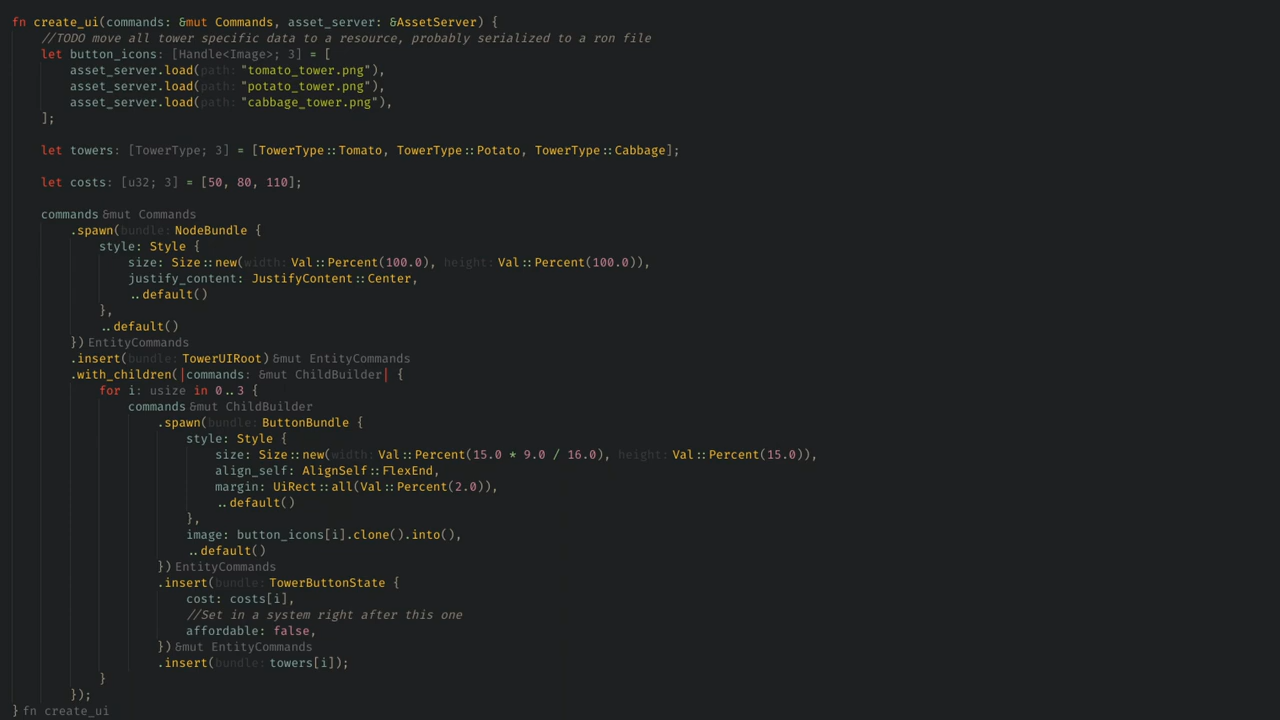 fn create_ui(commands: &mut Commands, asset_server: &AssetServer) {
    //TODO move all tower specific data to a resource, probably serialized to a ron file
    let button_icons: [Handle<Image>; 3] = [
        asset_server.load(path: "tomato_tower.png"),
        asset_server.load(path: "potato_tower.png"),
        asset_server.load(path: "cabbage_tower.png"),
    ];
    let towers: [TowerType; 3] = [TowerType::Tomato, TowerType::Potato, TowerType::Cabbage];
    let costs: [u32; 3] = [50, 80, 110];
    commands &mut Commands
        .spawn(bundle: NodeBundle {
            style: Style {
                size: Size::new(width: Val::Percent(100.0), height: Val::Percent(100.0)),
                justify_content: JustifyContent::Center,
                ..default()
            },
            ..default()
        }) EntityCommands
        .insert(bundle: TowerUIRoot) &mut EntityCommands
        .with_children(|commands: &mut ChildBuilder| {
            for i: usize in 0..3 {
                commands &mut ChildBuilder
                    .spawn(bundle: ButtonBundle {
                        style: Style {
                            size: Size::new(width: Val::Percent(15.0 * 9.0 / 16.0), height: Val::Percent(15.0)),
                            align_self: AlignSelf::FlexEnd,
                            margin: UiRect::all(Val::Percent(2.0)),
                            ..default()
                        },
                        image: button_icons[i].clone().into(),
                        ..default()
                    }) EntityCommands
                    .insert(bundle: TowerButtonState {
                        cost: costs[i],
                        //Set in a system right after this one
                        affordable: false,
                    }) &mut EntityCommands
                    .insert(bundle: towers[i]);
            }
        });
} fn create_ui